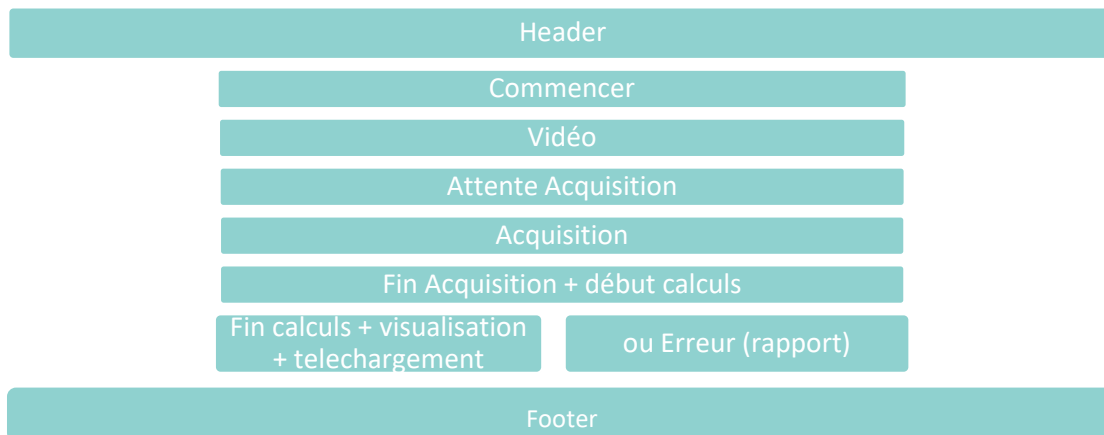 Header
Commencer
Vidéo
Attente Acquisition
Acquisition
Fin Acquisition + début calculs
Fin calculs + visualisation
+ telechargement
ou Erreur (rapport)
Footer